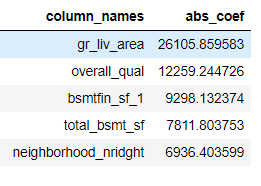 column_names abs_coef
gr_liv_area 26105.859583
overall_qual 12259.244726
bsmtfin_sf_1 9298.132374
total_bsmt_sf 7811.803753
neighborhood_nridght 6936.403599